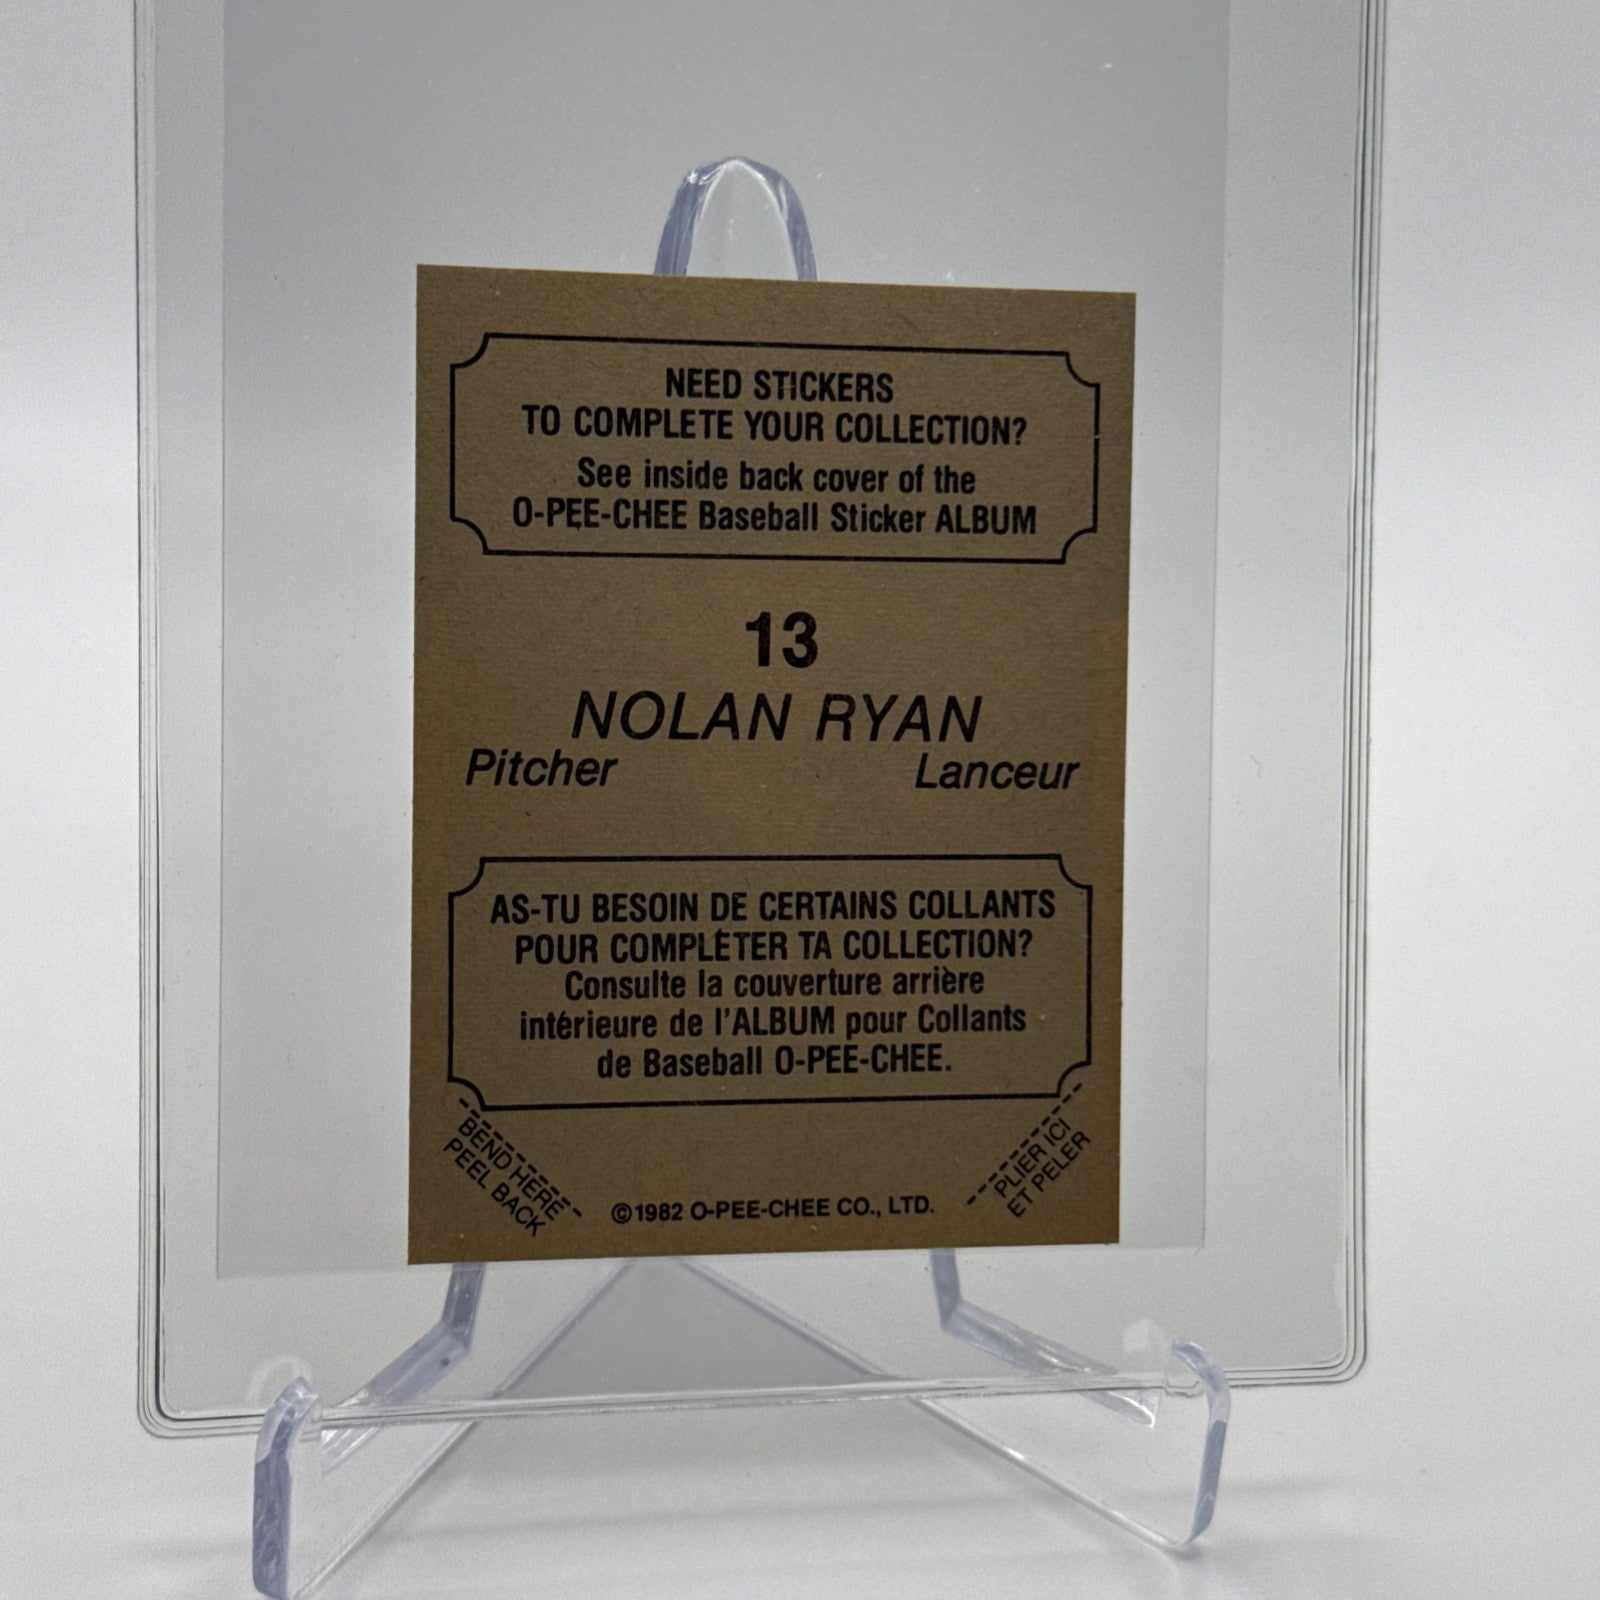 NEED STICKERS
TO COMPLETE YOUR COLLECTION?
See inside back cover of the
O-PEE-CHEE Baseball Sticker ALBUM
13
NOLAN RYAN
Pitcher Lanceur
AS-TU BESOIN DE CERTAINS COLLANTS
POUR COMPLÉTER TA COLLECTION?
Consulte la couverture arrière
intérieure de l'ALBUM pour Collants
de Baseball O-PEE-CHEE.
BEND HERE
PEEL BACK
©1982 O-PEE-CHEE CO., LTD.
PLIER ICI
ET PELER